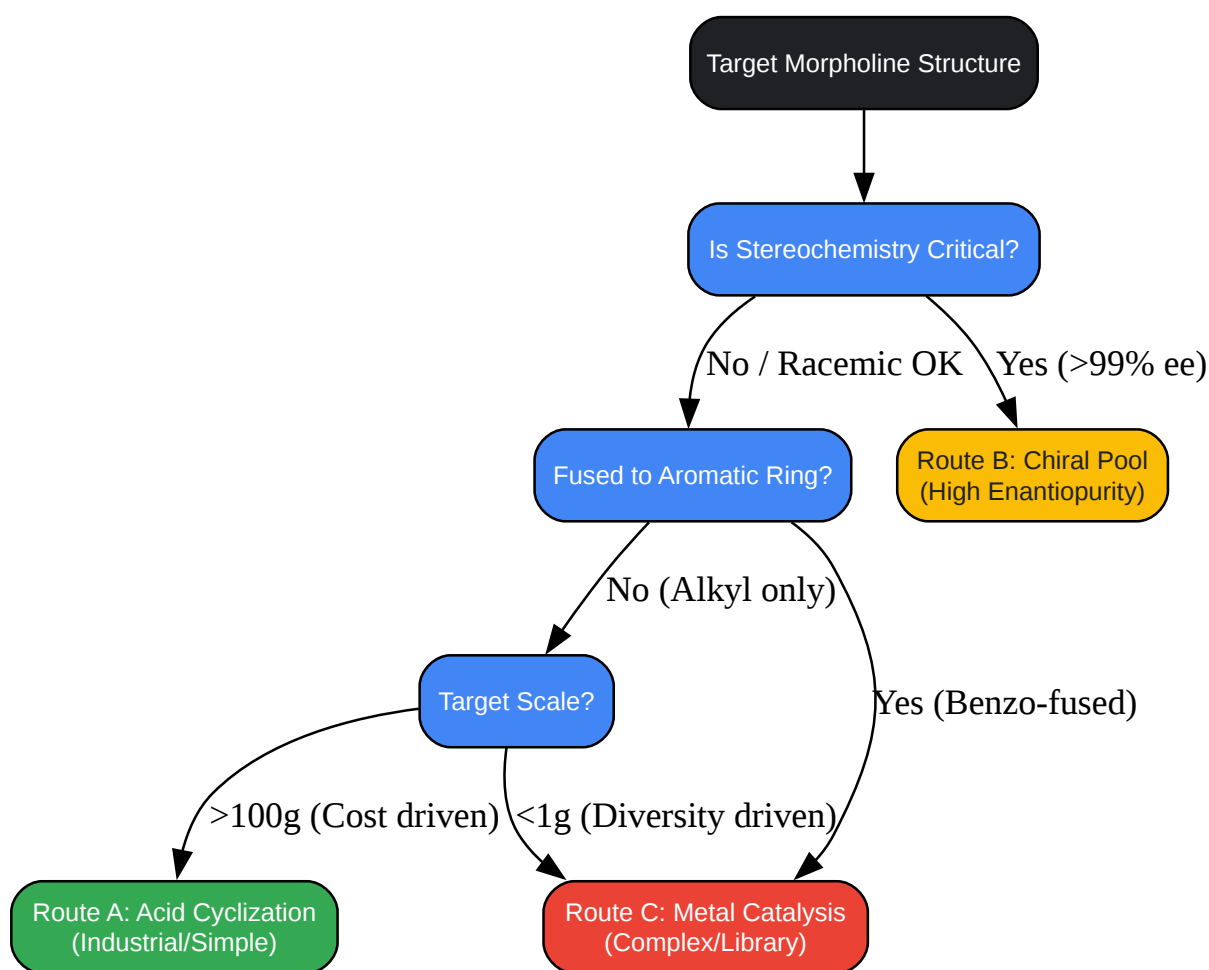 Target Morpholine Structure
Is Stereochemistry Critical?
No / Racemic OK
Yes (>99% ee)
Fused to Aromatic Ring?
Route B: Chiral Pool
(High Enantiopurity)
No (Alkyl only)
Target Scale?
Yes (Benzo-fused)
>100g (Cost driven)
<1g (Diversity driven)
Route A: Acid Cyclization
(Industrial/Simple)
Route C: Metal Catalysis
(Complex/Library)